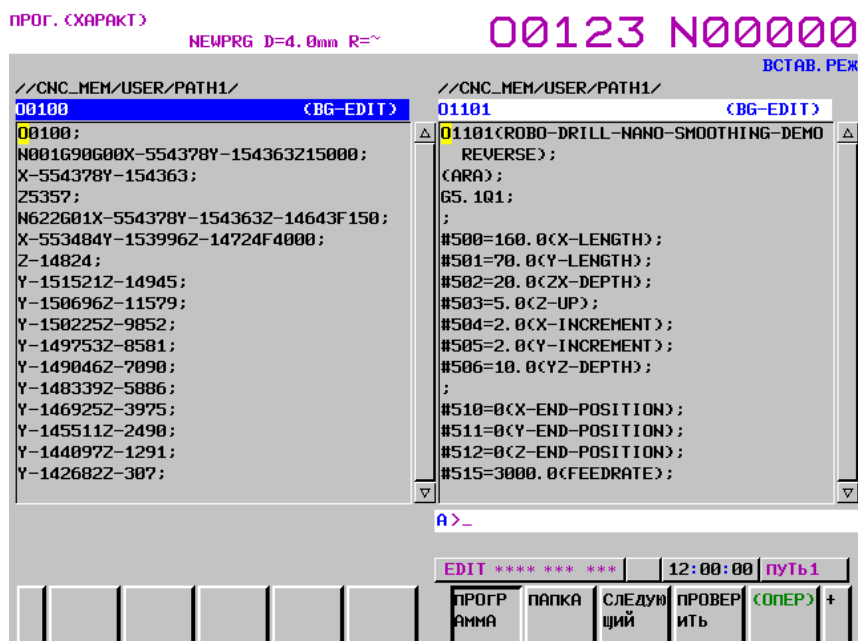 ПРОГ.(ХАРАКТ)
NEWPRG D=4.0mm R=~
O0123 N00000
ВСТАВ.РЕЖ
//CNC_MEM/USER/PATH1/
O0100 (BG-EDIT)
O0100;
N001G90G00X-554378Y-154363Z15000;
X-554378Y-154363;
Z5357;
N622G01X-554378Y-154363Z-14643F150;
X-553484Y-153996Z-14724F4000;
Z-14824;
Y-151521Z-14945;
Y-150696Z-11579;
Y-150225Z-9852;
Y-149753Z-8581;
Y-149046Z-7090;
Y-148339Z-5886;
Y-146925Z-3975;
Y-145511Z-2490;
Y-144097Z-1291;
Y-142682Z-307;
//CNC_MEM/USER/PATH1/
O1101 (BG-EDIT)
O1101(ROBO-DRILL-NANO-SMOOTHING-DEMO
REVERSE);
(ARA);
G5.1Q1;
;
#500=160.0(X-LENGTH);
#501=70.0(Y-LENGTH);
#502=20.0(ZX-DEPTH);
#503=5.0(Z-UP);
#504=2.0(X-INCREMENT);
#505=2.0(Y-INCREMENT);
#506=10.0(YZ-DEPTH);
;
#510=0(X-END-POSITION);
#511=0(Y-END-POSITION);
#512=0(Z-END-POSITION);
#515=3000.0(FEEDRATE);
A>_
EDIT **** *** *** 12:00:00 ПУТЬ1
ПРОГР ПАПКА СЛЕДУЮ ПРОВЕР (ОПЕР) +
АММА ЩИЙ ИТЬ